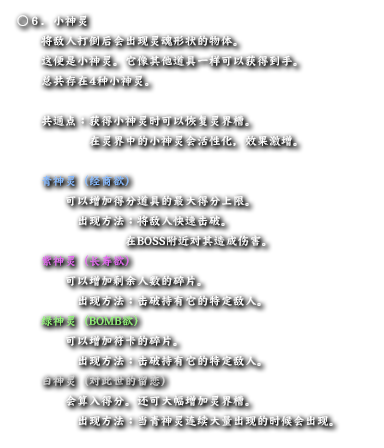 ○６．小神灵
将敌人打倒后会出现灵魂形状的物体。
这便是小神灵。它像其他道具一样可以获得到手。
总共存在4种小神灵。
共通点：获得小神灵时可以恢复灵界槽。
在灵界中的小神灵会活性化，效果激增。
青神灵 (经商欲)
可以增加得分道具的最大得分上限。
出现方法：将敌人快速击破。
在BOSS附近对其造成伤害。
紫神灵 (长寿欲)
可以增加剩余人数的碎片。
出现方法：击破持有它的特定敌人。
绿神灵 (BOMB欲)
可以增加符卡的碎片。
出现方法：击破持有它的特定敌人。
白神灵 (对此世的留恋)
会算入得分。还可大幅增加灵界槽。
出现方法：当青神灵连续大量出现的时候会出现。